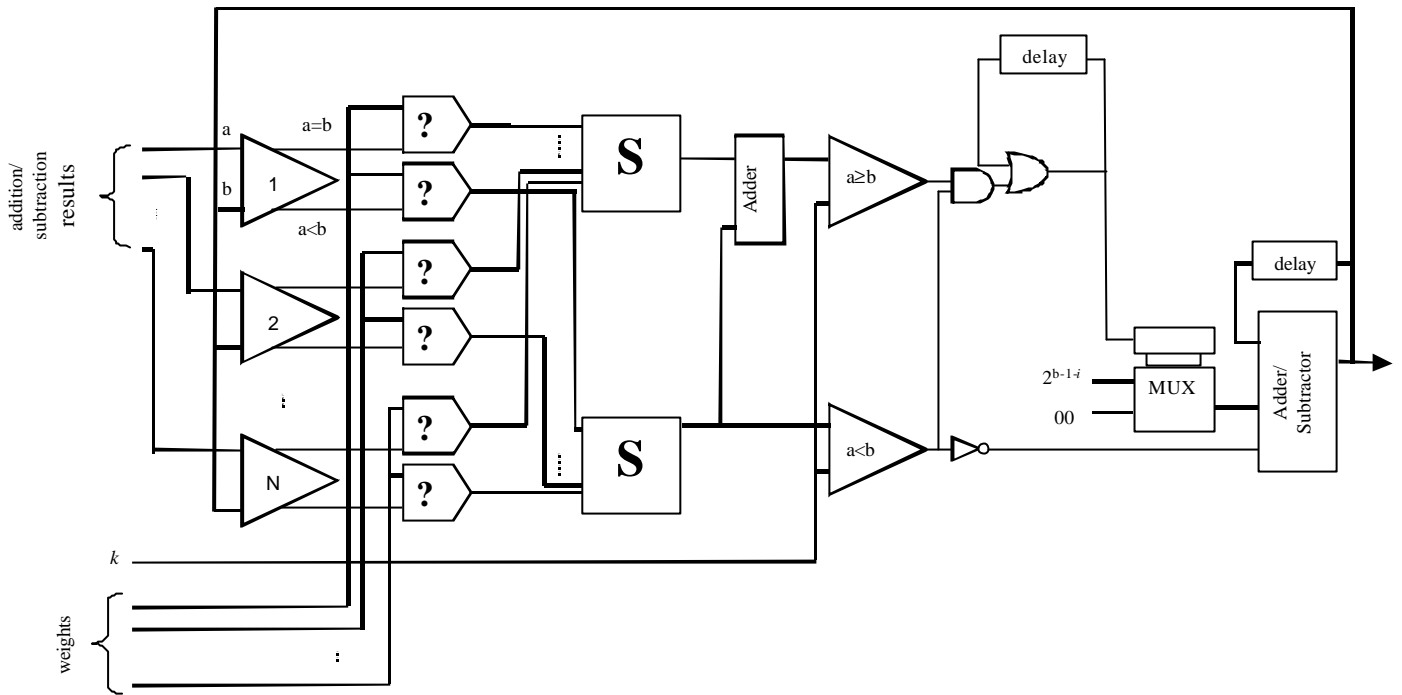 delay
a
a=b
?
S
addition/
subtraction
results
b
1
?
Adder
a≥b
a<b
?
delay
2
?
2^b-1-i
MUX
00
Adder/
Subtractor
?
S
a<b
N
?
k
weights